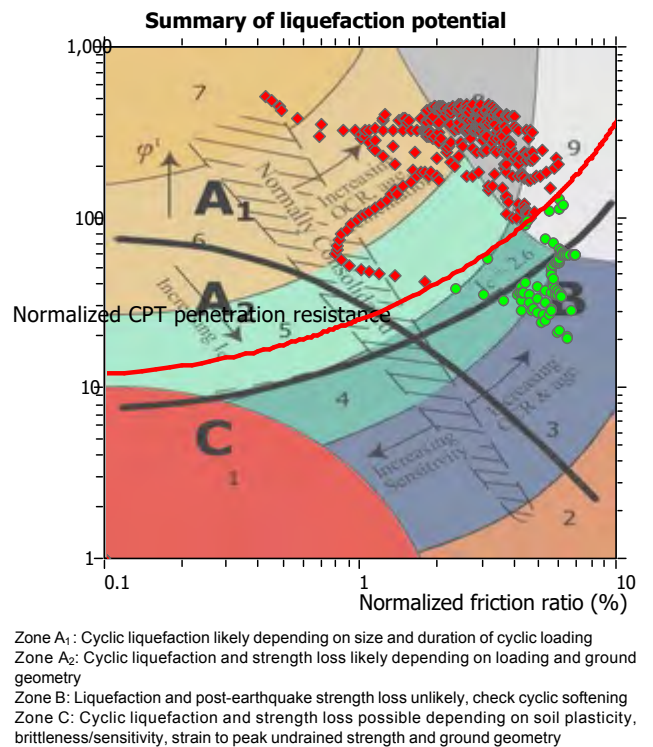 Summary of liquefaction potential
1,000
7
8
9
φ'
Increasing
OCR, age,
cementation
A1
Normally Consolidated
100
6
A2
Ic = 2.6
Increasing Ic
B
Normalized CPT penetration resistance
5
10
4
Increasing
OCR & age
C
3
1
Increasing
Sensitivity
2
1
0.1
1
10
Normalized friction ratio (%)
Zone A1: Cyclic liquefaction likely depending on size and duration of cyclic loading
Zone A2: Cyclic liquefaction and strength loss likely depending on loading and ground
geometry
Zone B: Liquefaction and post-earthquake strength loss unlikely, check cyclic softening
Zone C: Cyclic liquefaction and strength loss possible depending on soil plasticity,
brittleness/sensitivity, strain to peak undrained strength and ground geometry